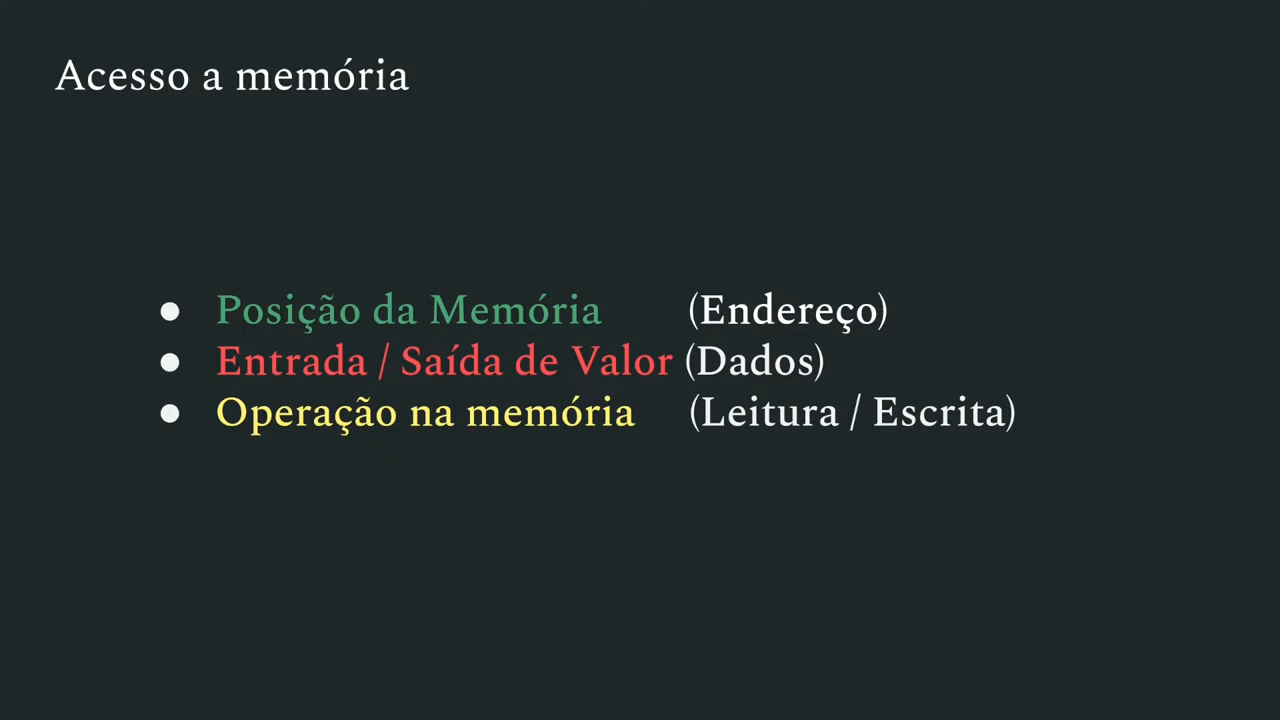 Acesso a memória
● Posição da Memória (Endereço)
● Entrada / Saída de Valor (Dados)
● Operação na memória (Leitura / Escrita)